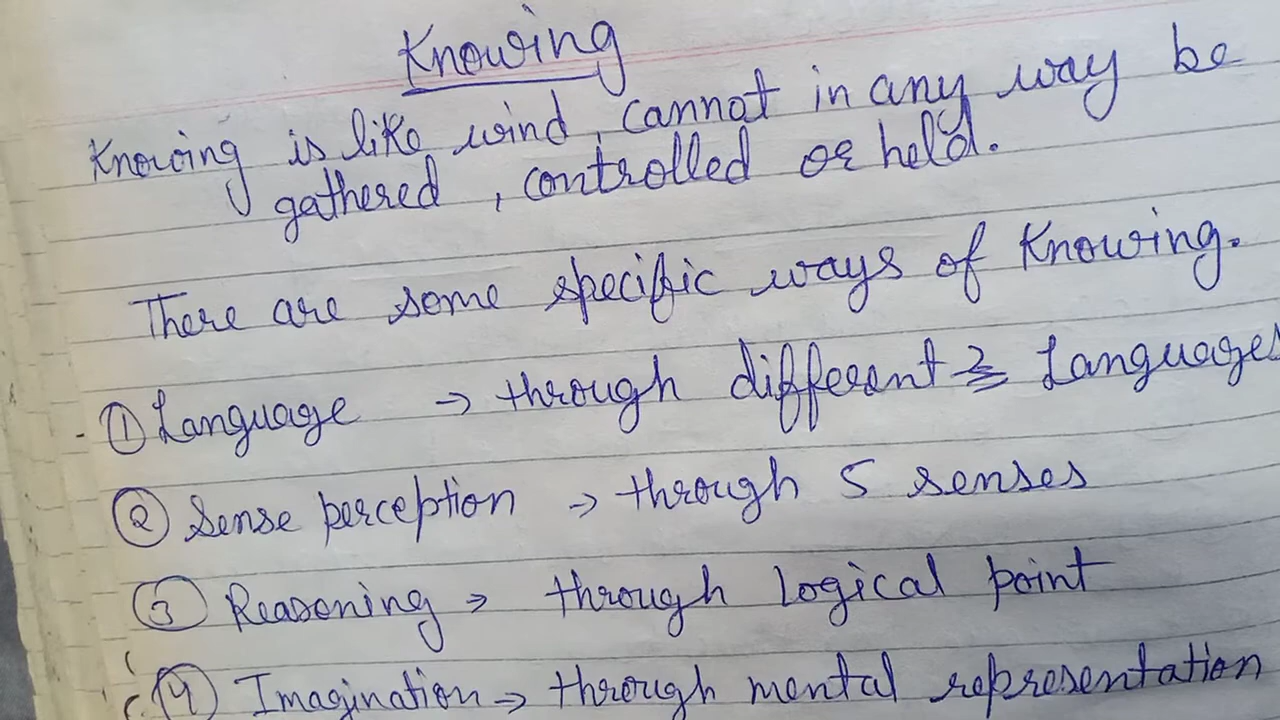 Knowing
Knowing is like wind, cannot in any way be
gathered, controlled or held.
There are some specific ways of Knowing.
① Language → through different Languages
② Sense perception → through 5 senses
③ Reasoning → through Logical point
④ Imagination → through mental representation